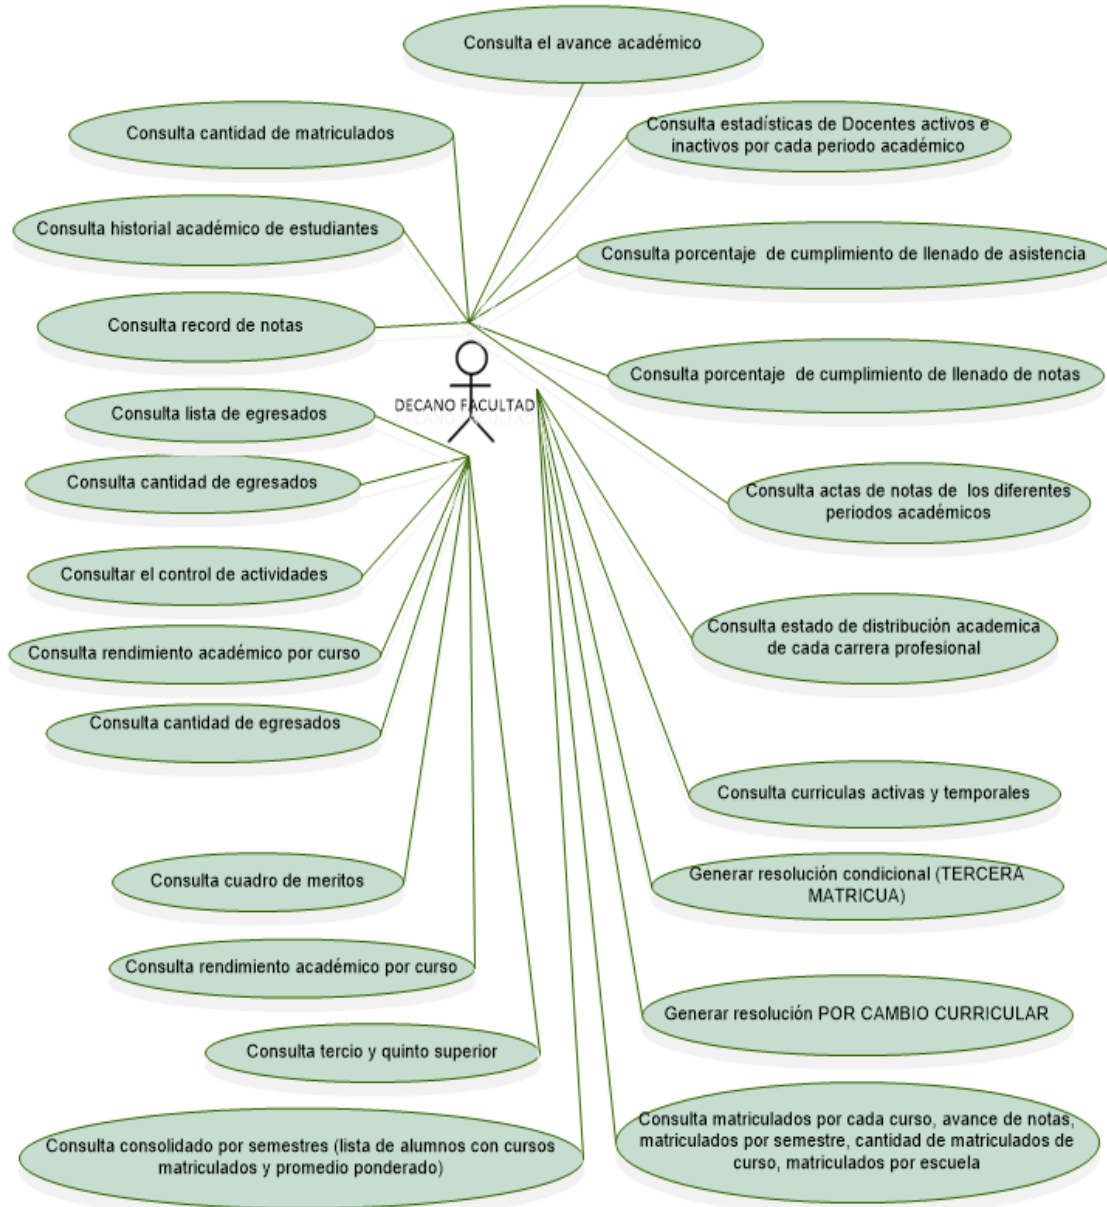 Consulta el avance académico
Consulta cantidad de matriculados
Consulta estadísticas de Docentes activos e
inactivos por cada periodo académico
Consulta historial académico de estudiantes
Consulta porcentaje de cumplimiento de llenado de asistencia
Consulta record de notas
Consulta porcentaje de cumplimiento de llenado de notas
DECANO FACULTAD
Consulta lista de egresados
Consulta cantidad de egresados
Consulta actas de notas de los diferentes
periodos académicos
Consultar el control de actividades
Consulta estado de distribución academica
de cada carrera profesional
Consulta rendimiento académico por curso
Consulta cantidad de egresados
Consulta curriculas activas y temporales
Consulta cuadro de meritos
Generar resolución condicional (TERCERA
MATRICUA)
Consulta rendimiento académico por curso
Generar resolución POR CAMBIO CURRICULAR
Consulta tercio y quinto superior
Consulta consolidado por semestres (lista de alumnos con cursos
matriculados y promedio ponderado)
Consulta matriculados por cada curso, avance de notas,
matriculados por semestre, cantidad de matriculados de
curso, matriculados por escuela